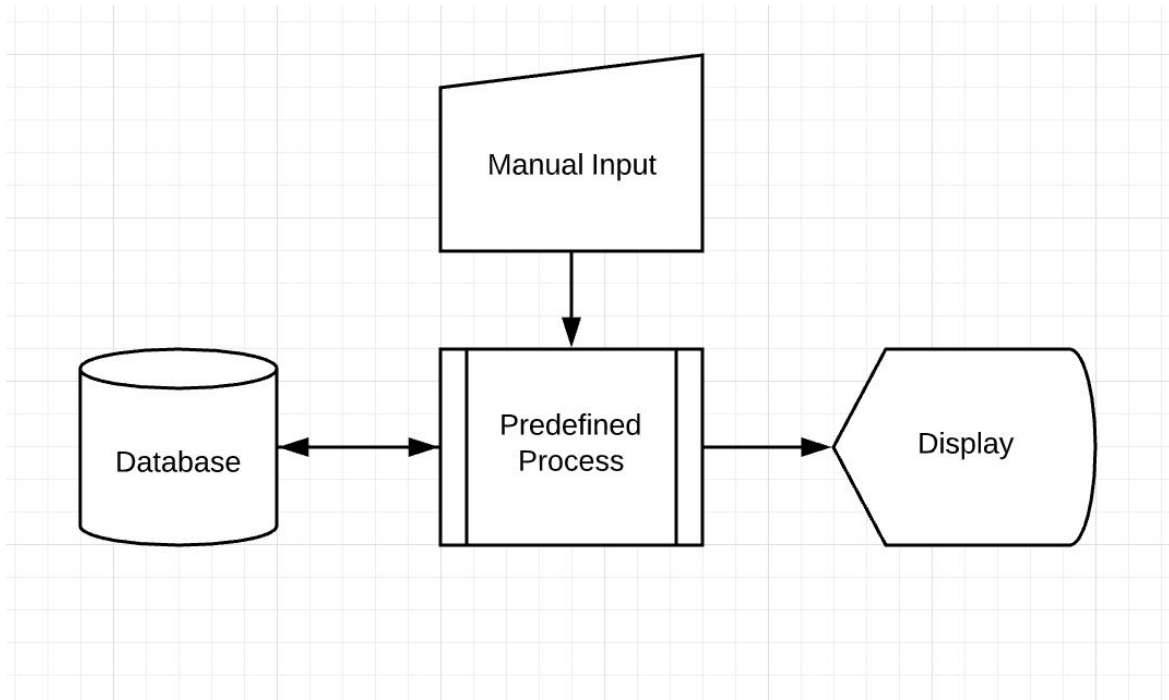 Manual Input
Database
Predefined
Process
Display